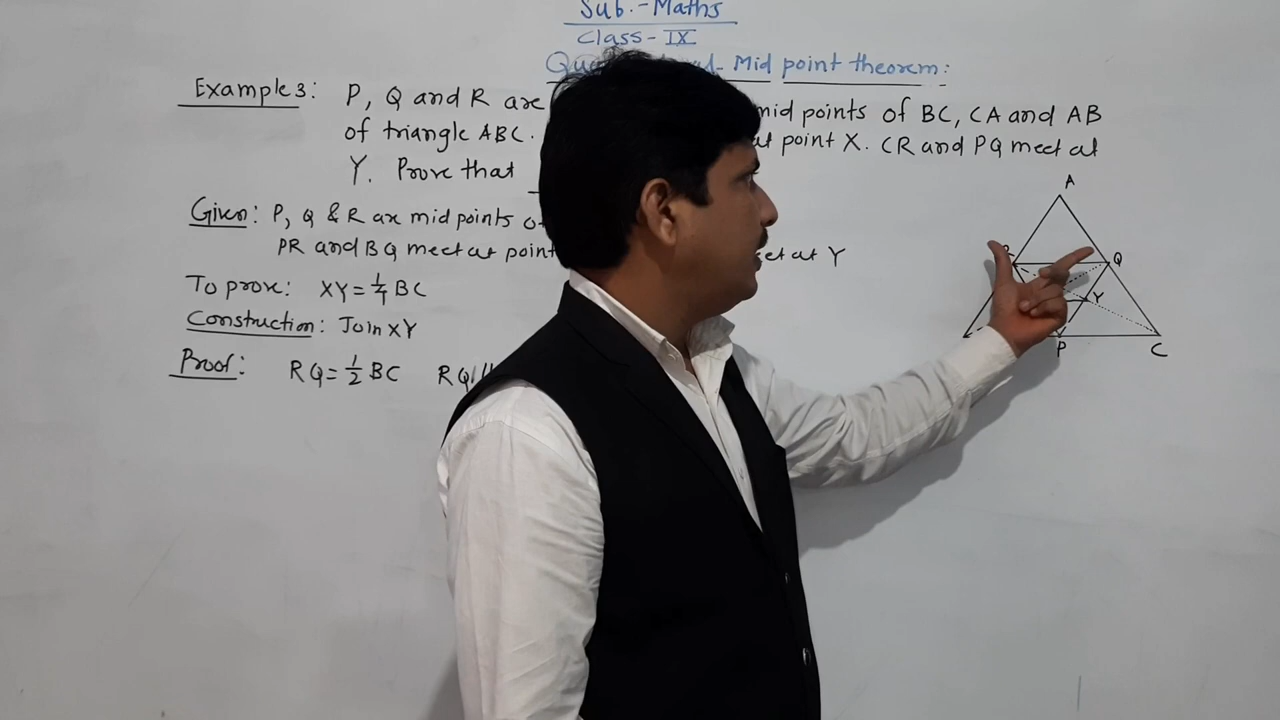 Sub.- Maths
Class - IX
Mid point theorem:
Example 3: P, Q and R are mid points of BC, CA and AB
of triangle ABC. at point X. CR and PQ meet at
Y. Prove that
Given: P, Q & R are mid points
PR and BQ meet at point at Y
To prove: XY = 1/4 BC
Construction: Join XY
Proof: RQ = 1/2 BC RQ ||
A
Q
Y
P
C